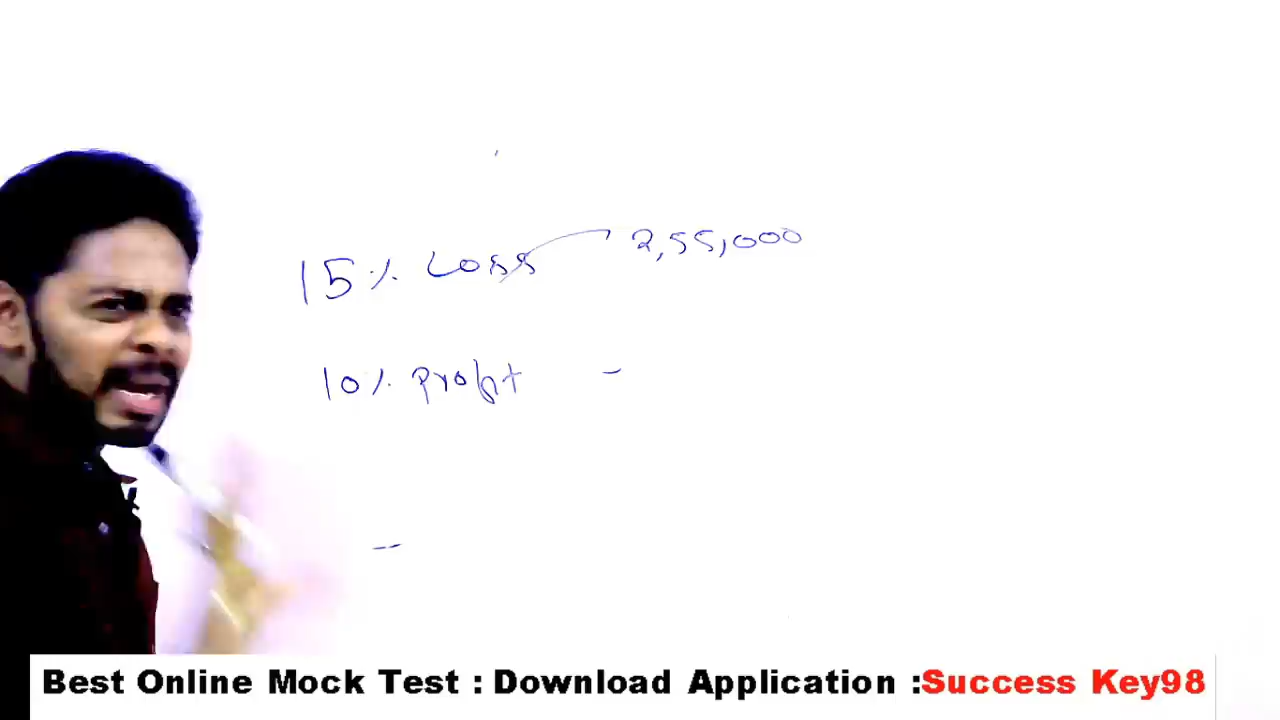 15% Loss 2,55,000
10% Profit -
--
Best Online Mock Test : Download Application :Success Key98